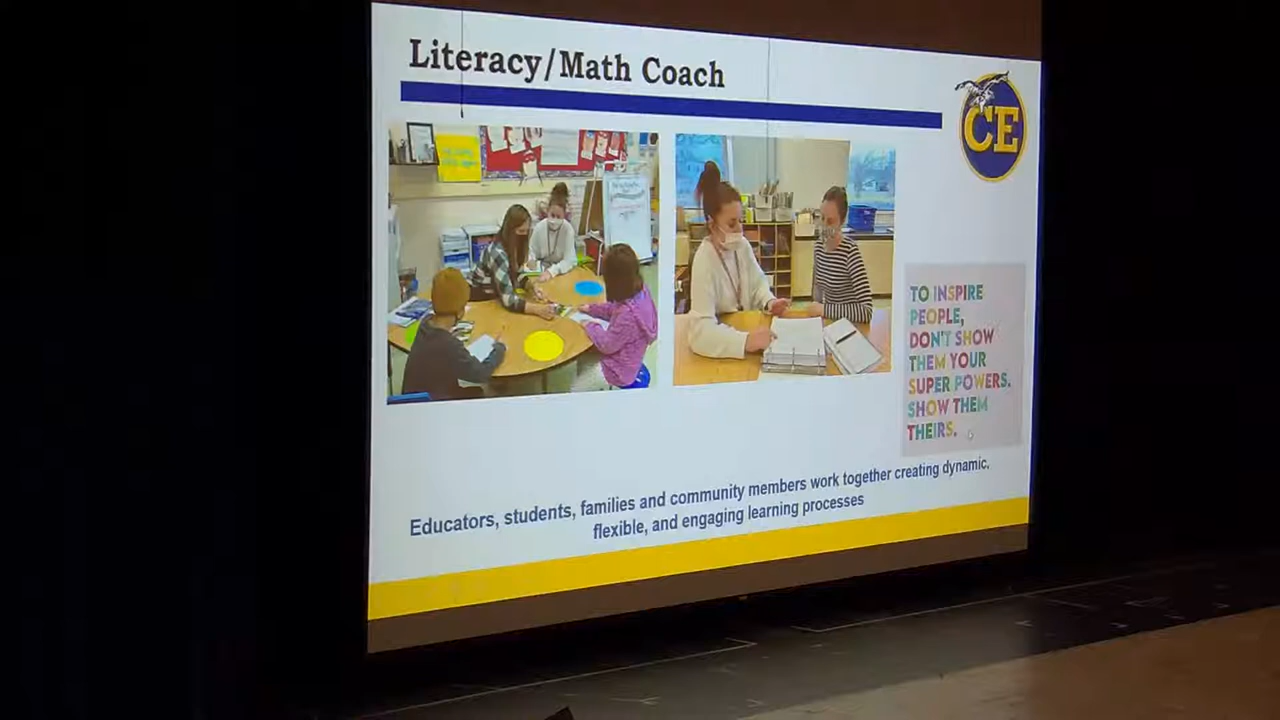 Literacy/Math Coach
CE
TO INSPIRE
PEOPLE,
DON'T SHOW
THEM YOUR
SUPER POWERS.
SHOW THEM
THEIRS.
Educators, students, families and community members work together creating dynamic,
flexible, and engaging learning processes